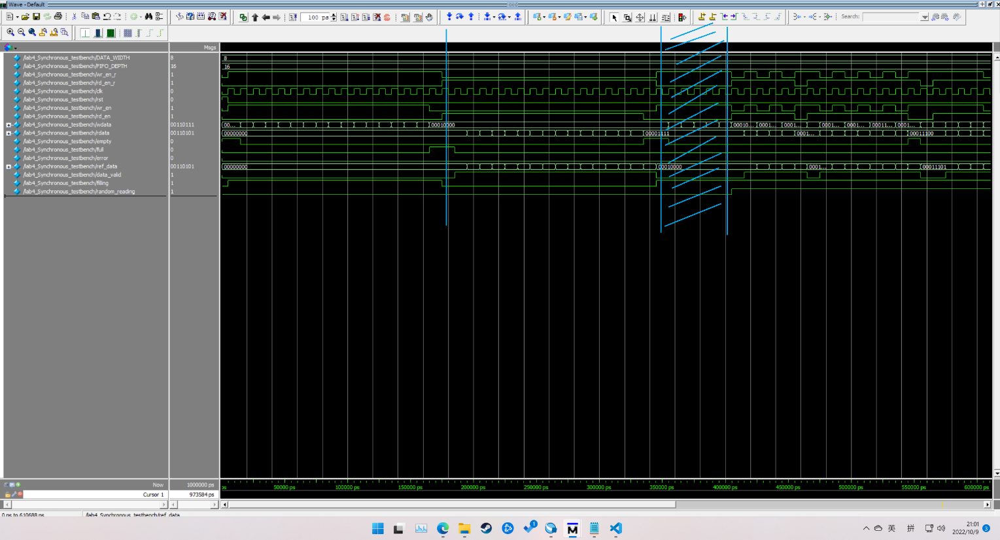 Wave - Default
100 ps
Search:
Msgs
/lab4_Synchronous_testbench/DATA_WIDTH 8 8
/lab4_Synchronous_testbench/FIFO_DEPTH 16 16
/lab4_Synchronous_testbench/wr_en_r 1
/lab4_Synchronous_testbench/rd_en_r 1
/lab4_Synchronous_testbench/clk 0
/lab4_Synchronous_testbench/rst 0
/lab4_Synchronous_testbench/wr_en 1
/lab4_Synchronous_testbench/rd_en 1
/lab4_Synchronous_testbench/wdata 00110111 00... 00010000 00010... 0001... 0001... 0001... 0001... 00011... 0001...
/lab4_Synchronous_testbench/rdata 00110101 00000000 00001111 0001... 00011100
/lab4_Synchronous_testbench/empty 0
/lab4_Synchronous_testbench/full 0
/lab4_Synchronous_testbench/error 0
/lab4_Synchronous_testbench/ref_data 00110101 00000000 00010000 0001... 00011101
/lab4_Synchronous_testbench/data_valid 1
/lab4_Synchronous_testbench/filling 1
/lab4_Synchronous_testbench/random_reading 1
Now 1000000 ps
ps 50000 ps 100000 ps 150000 ps 200000 ps 250000 ps 300000 ps 350000 ps 400000 ps 450000 ps 500000 ps 550000 ps 600000 ps
Cursor 1 973584 ps
0 ps to 610688 ps /lab4_Synchronous_testbench/ref_data
1
M
英 拼
21:01
2022/10/9
3